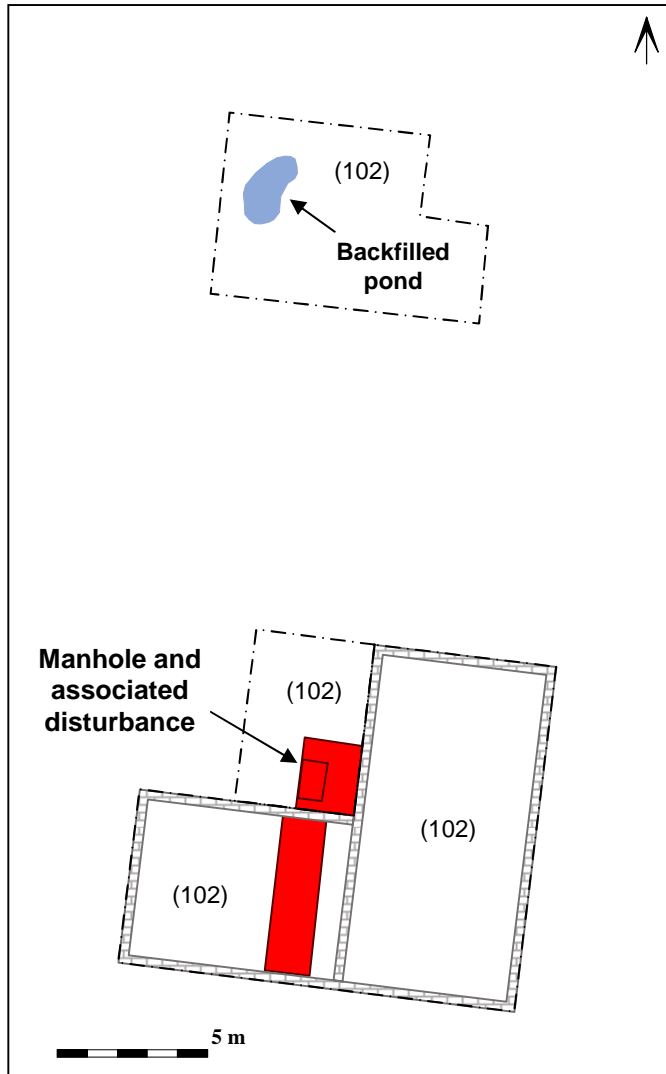 (102)
Backfilled
pond
Manhole and
associated
disturbance
(102)
(102)
(102)
5 m